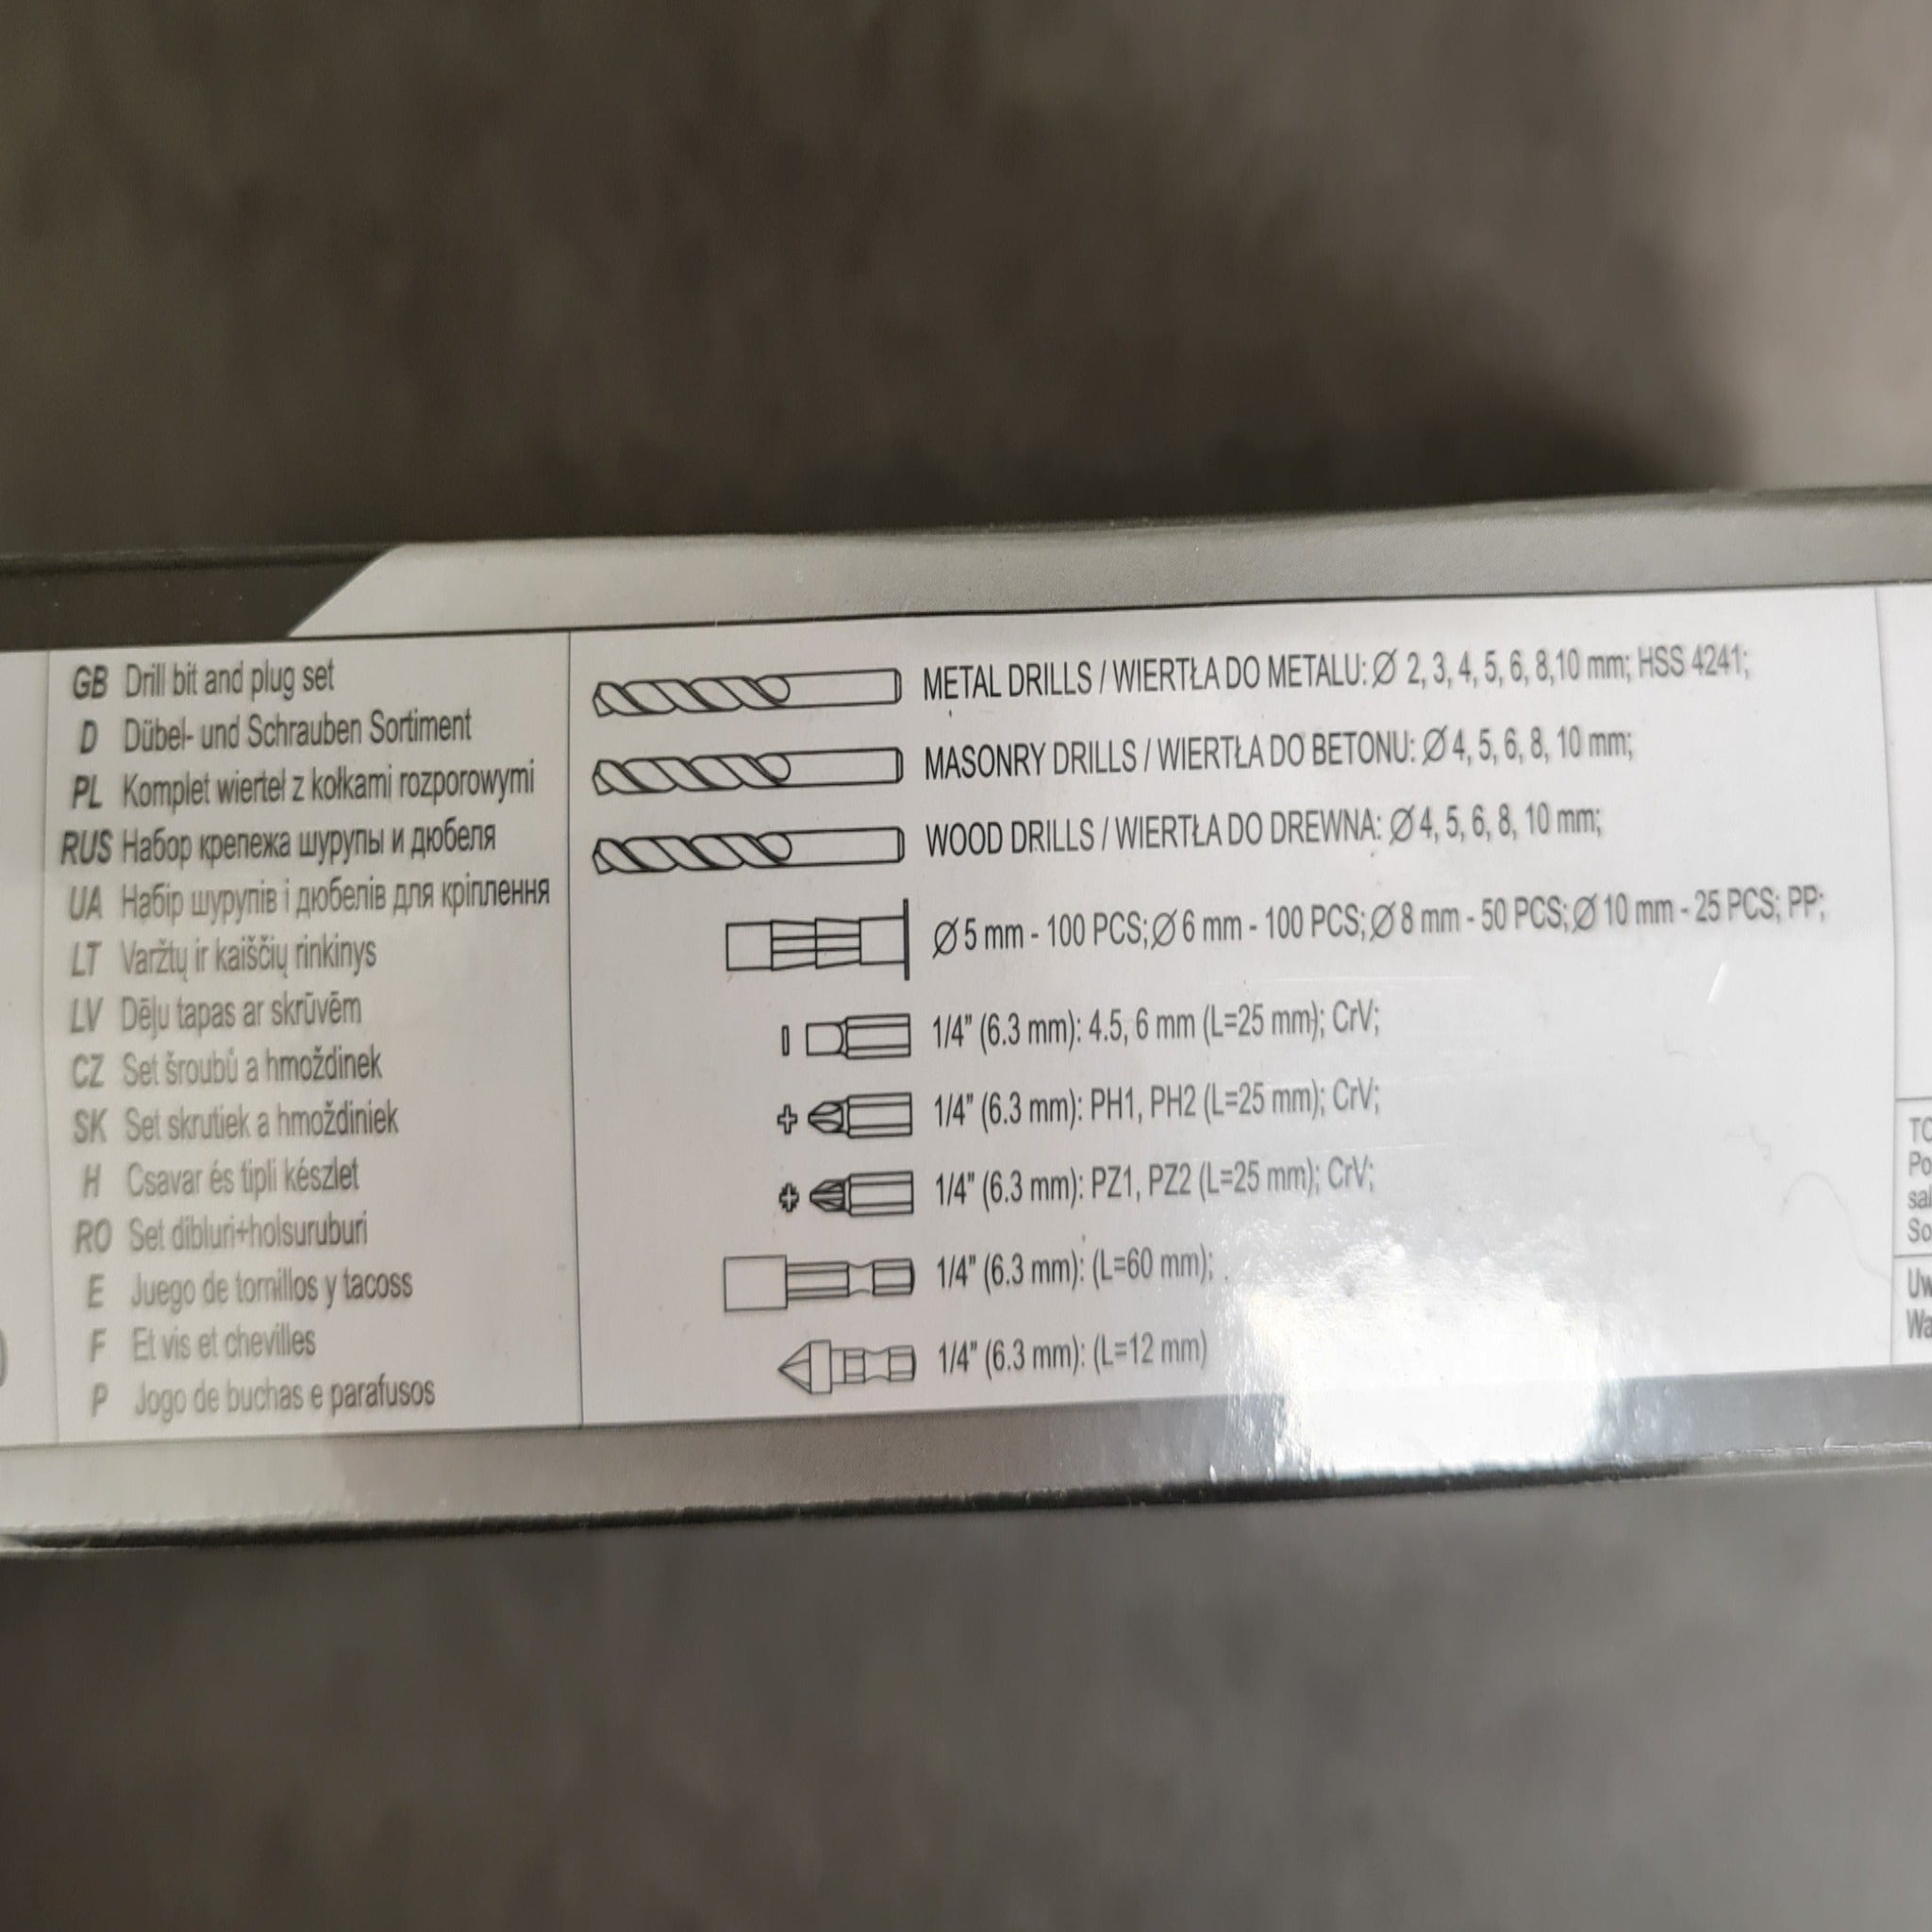 GB Drill bit and plug set
D Dübel- und Schrauben Sortiment
PL Komplet wierteł z kołkami rozporowymi
RUS Набор крепежа шурупы и дюбеля
UA Набір шурупів і дюбелів для кріплення
LT Varžtų ir kaiščių rinkinys
LV Dēļu tapas ar skrūvēm
CZ Set šroubů a hmoždinek
SK Set skrutiek a hmoždiniek
H Csavar és tipli készlet
RO Set dibluri+holsuruburi
E Juego de tornillos y tacoss
F Et vis et chevilles
P Jogo de buchas e parafusos
METAL DRILLS / WIERTŁA DO METALU: Ø 2, 3, 4, 5, 6, 8,10 mm; HSS 4241;
MASONRY DRILLS / WIERTŁA DO BETONU: Ø 4, 5, 6, 8, 10 mm;
WOOD DRILLS / WIERTŁA DO DREWNA: Ø 4, 5, 6, 8, 10 mm;
Ø 5 mm - 100 PCS;Ø 6 mm - 100 PCS;Ø 8 mm - 50 PCS;Ø 10 mm - 25 PCS; PP;
1/4" (6.3 mm): 4.5, 6 mm (L=25 mm); CrV;
1/4" (6.3 mm): PH1, PH2 (L=25 mm); CrV;
1/4" (6.3 mm): PZ1, PZ2 (L=25 mm); CrV;
1/4" (6.3 mm): (L=60 mm);
1/4" (6.3 mm): (L=12 mm)